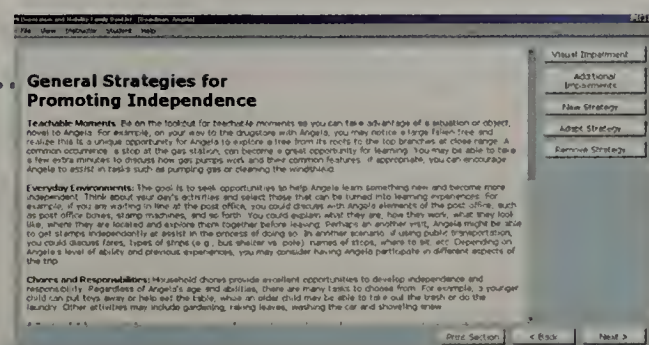 Orientation and Mobility Family Booklet [Boardman, Angela]
File View Instructor Student Help
Visual Impairment
Additional
Impairments
New Strategy
Adapt Strategy
Remove Strategy
General Strategies for
Promoting Independence
Teachable Moments: Be on the lookout for teachable moments so you can take advantage of a situation or object,
novel to Angela. For example, on your way to the drugstore with Angela, you may notice a large fallen tree and
realize this is a unique opportunity for Angela to explore a tree from its roots to the top branches at close range. A
common occurrence, a stop at the gas station, can become a great opportunity for learning. You may be able to take
a few extra minutes to discuss how gas pumps work and their common features. If appropriate, you can encourage
Angela to assist in tasks such as pumping gas or cleaning the windshield.
Everyday Environments: The goal is to seek opportunities to help Angela learn something new and become more
independent. Think about your day's activities and select those that can be turned into learning experiences. For
example, if you are waiting in line at the post office, you could discuss with Angela elements of the post office, such
as post office boxes, stamp machines, and so forth. You could explain what they are, how they work, what they look
like, where they are located and explore them together before leaving. Perhaps on another visit, Angela might be able
to get stamps independently or assist in the process of doing so. In another scenario, if using public transportation,
you could discuss fares, types of stops (e.g., bus shelter vs. pole), names of stops, where to sit, etc. Depending on
Angela's level of ability and previous experiences, you may consider having Angela participate in different aspects of
the trip.
Chores and Responsibilities: Household chores provide excellent opportunities to develop independence and
responsibility. Regardless of Angela's age and abilities, there are many tasks to choose from. For example, a younger
child can put toys away or help set the table, while an older child may be able to take out the trash or do the
laundry. Other activities may include gardening, raking leaves, washing the car and shoveling snow.
Print Section
< Back
Next >